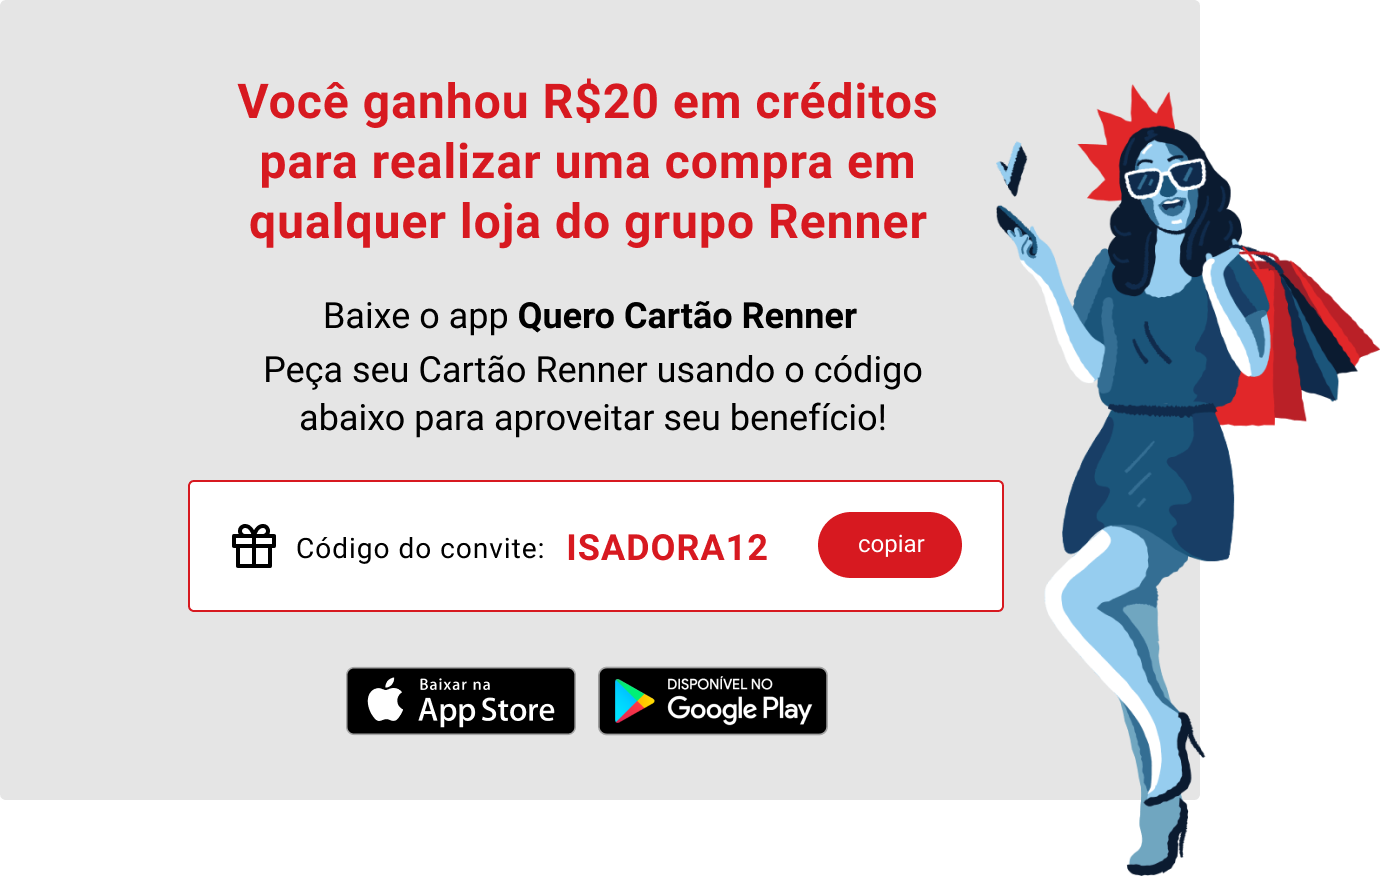 Você ganhou R$20 em créditos
para realizar uma compra em
qualquer loja do grupo Renner
Baixe o app Quero Cartão Renner
Peça seu Cartão Renner usando o código
abaixo para aproveitar seu benefício!
Código do convite: ISADORA12 copiar
Baixar na
App Store
DISPONÍVEL NO
Google Play